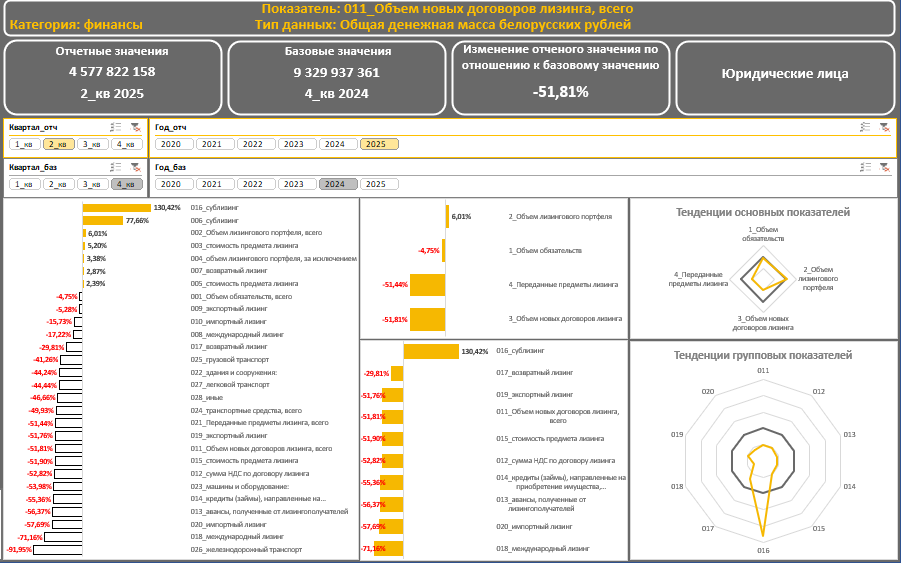 Показатель: 011_Объем новых договоров лизинга, всего
Категория: финансы
Тип данных: Общая денежная масса белорусских рублей
Отчетные значения
4 577 822 158
2_кв 2025
Базовые значения
9 329 937 361
4_кв 2024
Изменение отченого значения по
отношению к базовому значению
-51,81%
Юридические лица
Квартал_отч
1_кв 2_кв 3_кв 4_кв
Год_отч
2020 2021 2022 2023 2024 2025
Квартал_баз
1_кв 2_кв 3_кв 4_кв
Год_баз
2020 2021 2022 2023 2024 2025
130,42% 016_сублизинг
77,66% 006_сублизинг
6,01% 002_Объем лизингового портфеля, всего
5,20% 003_стоимость предмета лизинга
3,38% 004_объем лизингового портфеля, за исключением
2,87% 007_возвратный лизинг
2,39% 005_стоимость предмета лизинга
-4,75% 001_Объем обязательств, всего
-5,28% 009_экспортный лизинг
-15,73% 010_импортный лизинг
-17,22% 008_международный лизинг
-29,81% 017_возвратный лизинг
-41,26% 025_грузовой транспорт
-44,24% 022_здания и сооружения:
-44,44% 027_легковой транспорт
-46,66% 028_иные
-49,93% 024_транспортные средства, всего
-51,44% 021_Переданные предметы лизинга, всего
-51,76% 019_экспортный лизинг
-51,81% 011_Объем новых договоров лизинга, всего
-51,90% 015_стоимость предмета лизинга
-52,82% 012_сумма НДС по договору лизинга
-53,98% 023_машины и оборудование:
-55,36% 014_кредиты (займы), направленные на...
-56,37% 013_авансы, полученные от лизингополучателей
-57,69% 020_импортный лизинг
-71,16% 018_международный лизинг
-91,95% 026_железнодорожный транспорт
6,01% 2_Объем лизингового портфеля
-4,75% 1_Объем обязательств
-51,44% 4_Переданные предметы лизинга
-51,81% 3_Объем новых договоров лизинга
130,42% 016_сублизинг
-29,81% 017_возвратный лизинг
-51,76% 019_экспортный лизинг
-51,81% 011_Объем новых договоров лизинга,
всего
-51,90% 015_стоимость предмета лизинга
-52,82% 012_сумма НДС по договору лизинга
-55,36% 014_кредиты (займы), направленные на
приобретение имущества,...
-56,37% 013_авансы, полученные от
лизингополучателей
-57,69% 020_импортный лизинг
-71,16% 018_международный лизинг
Тенденции основных показателей
1_Объем
обязательств
2_Объем
лизингового
портфеля
3_Объем новых
договоров лизинга
4_Переданные
предметы лизинга
Тенденции групповых показателей
011
012
013
014
015
016
017
018
019
020